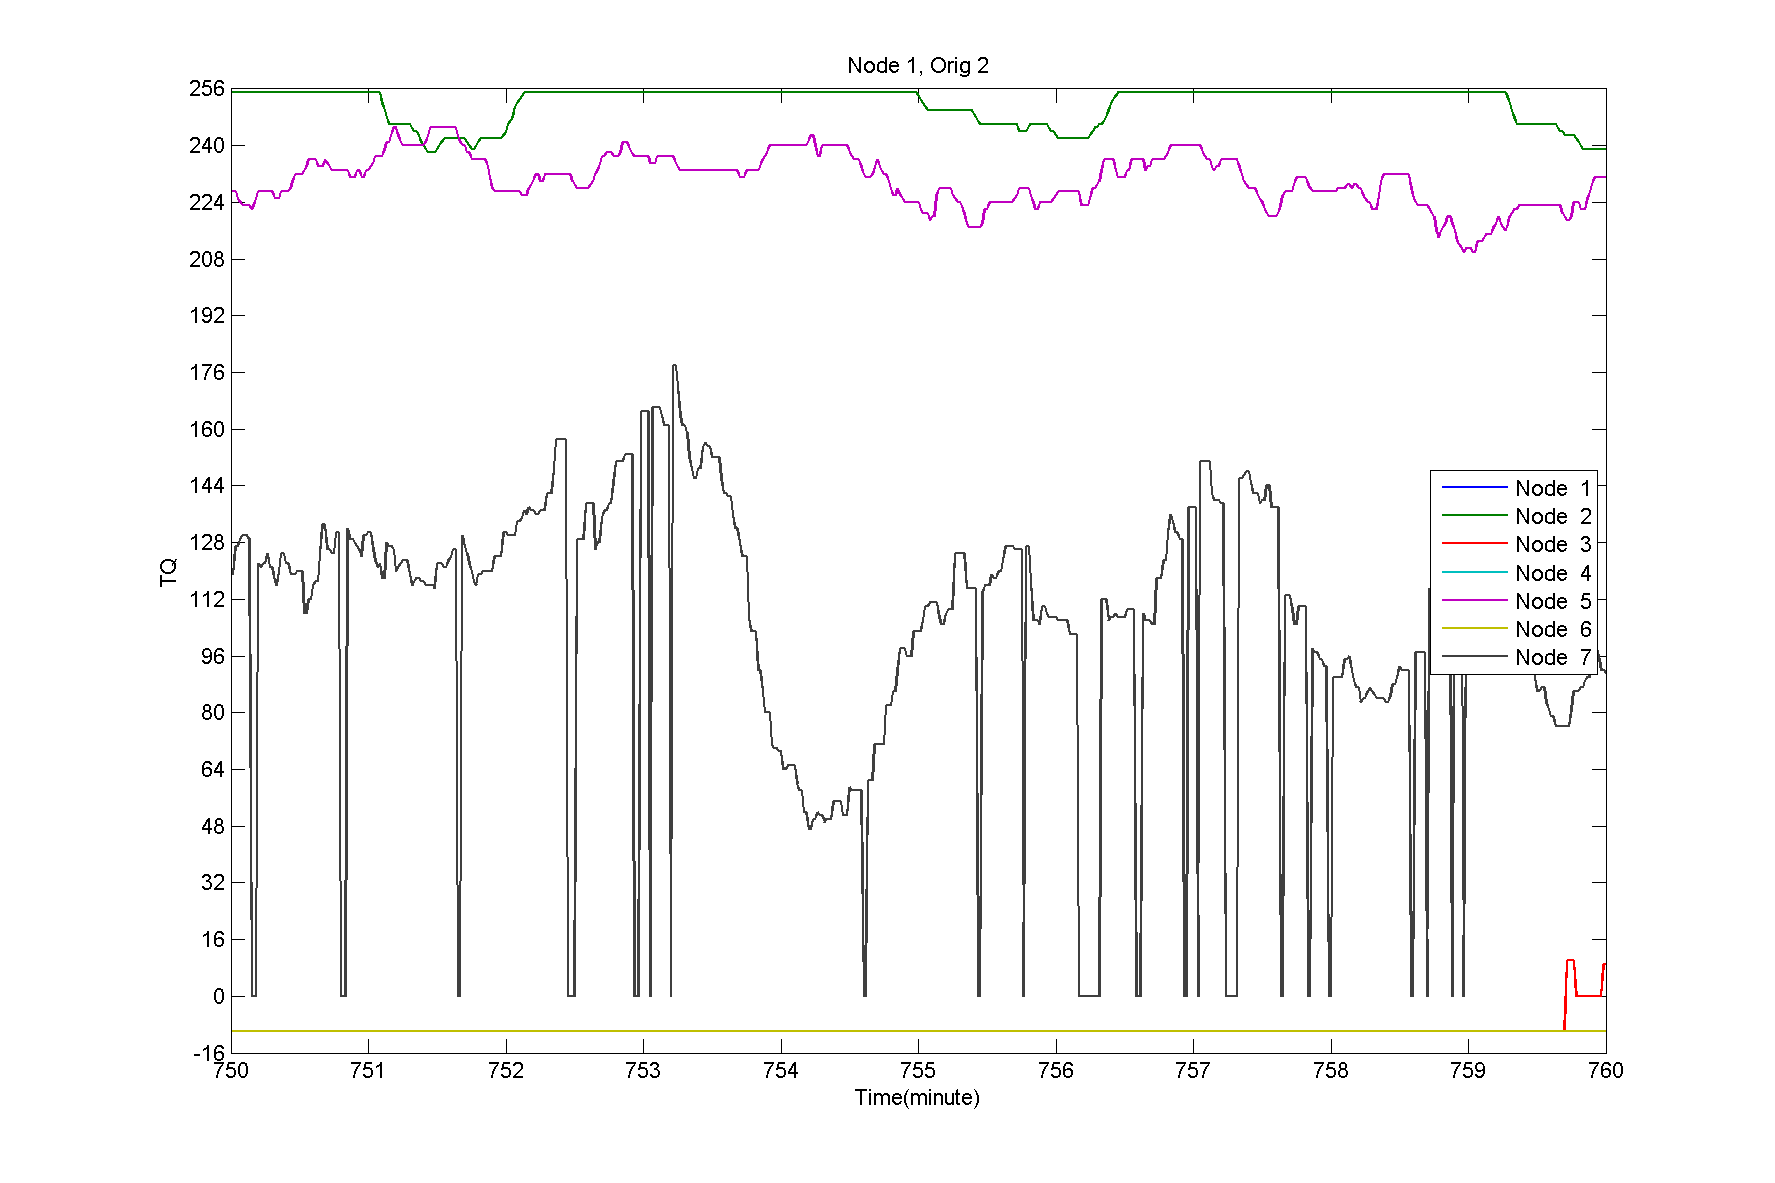 Node 1, Orig 2
256
240
224
208
192
176
160
144
128
112
96
80
64
48
32
16
0
-16
TQ
Node 1
Node 2
Node 3
Node 4
Node 5
Node 6
Node 7
750 751 752 753 754 755 756 757 758 759 760
Time(minute)